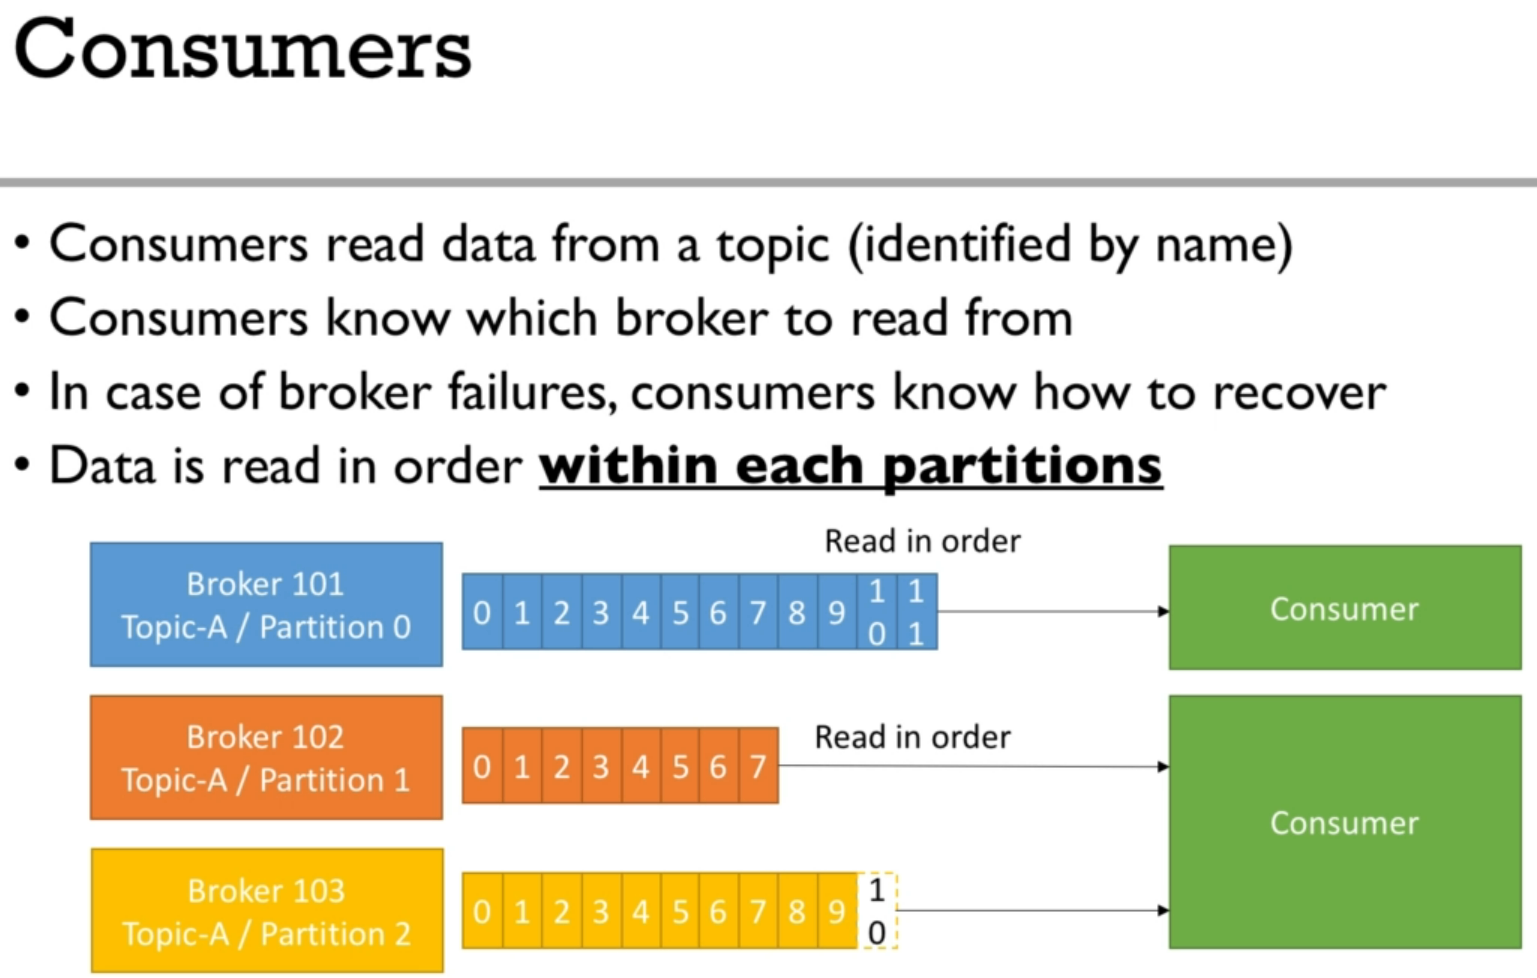 Consumers
• Consumers read data from a topic (identified by name)
• Consumers know which broker to read from
• In case of broker failures, consumers know how to recover
• Data is read in order within each partitions
Read in order
Broker 101
Topic-A / Partition 0
0 1 2 3 4 5 6 7 8 9 10 11
Consumer
Broker 102
Topic-A / Partition 1
0 1 2 3 4 5 6 7
Read in order
Consumer
Broker 103
Topic-A / Partition 2
0 1 2 3 4 5 6 7 8 9 10